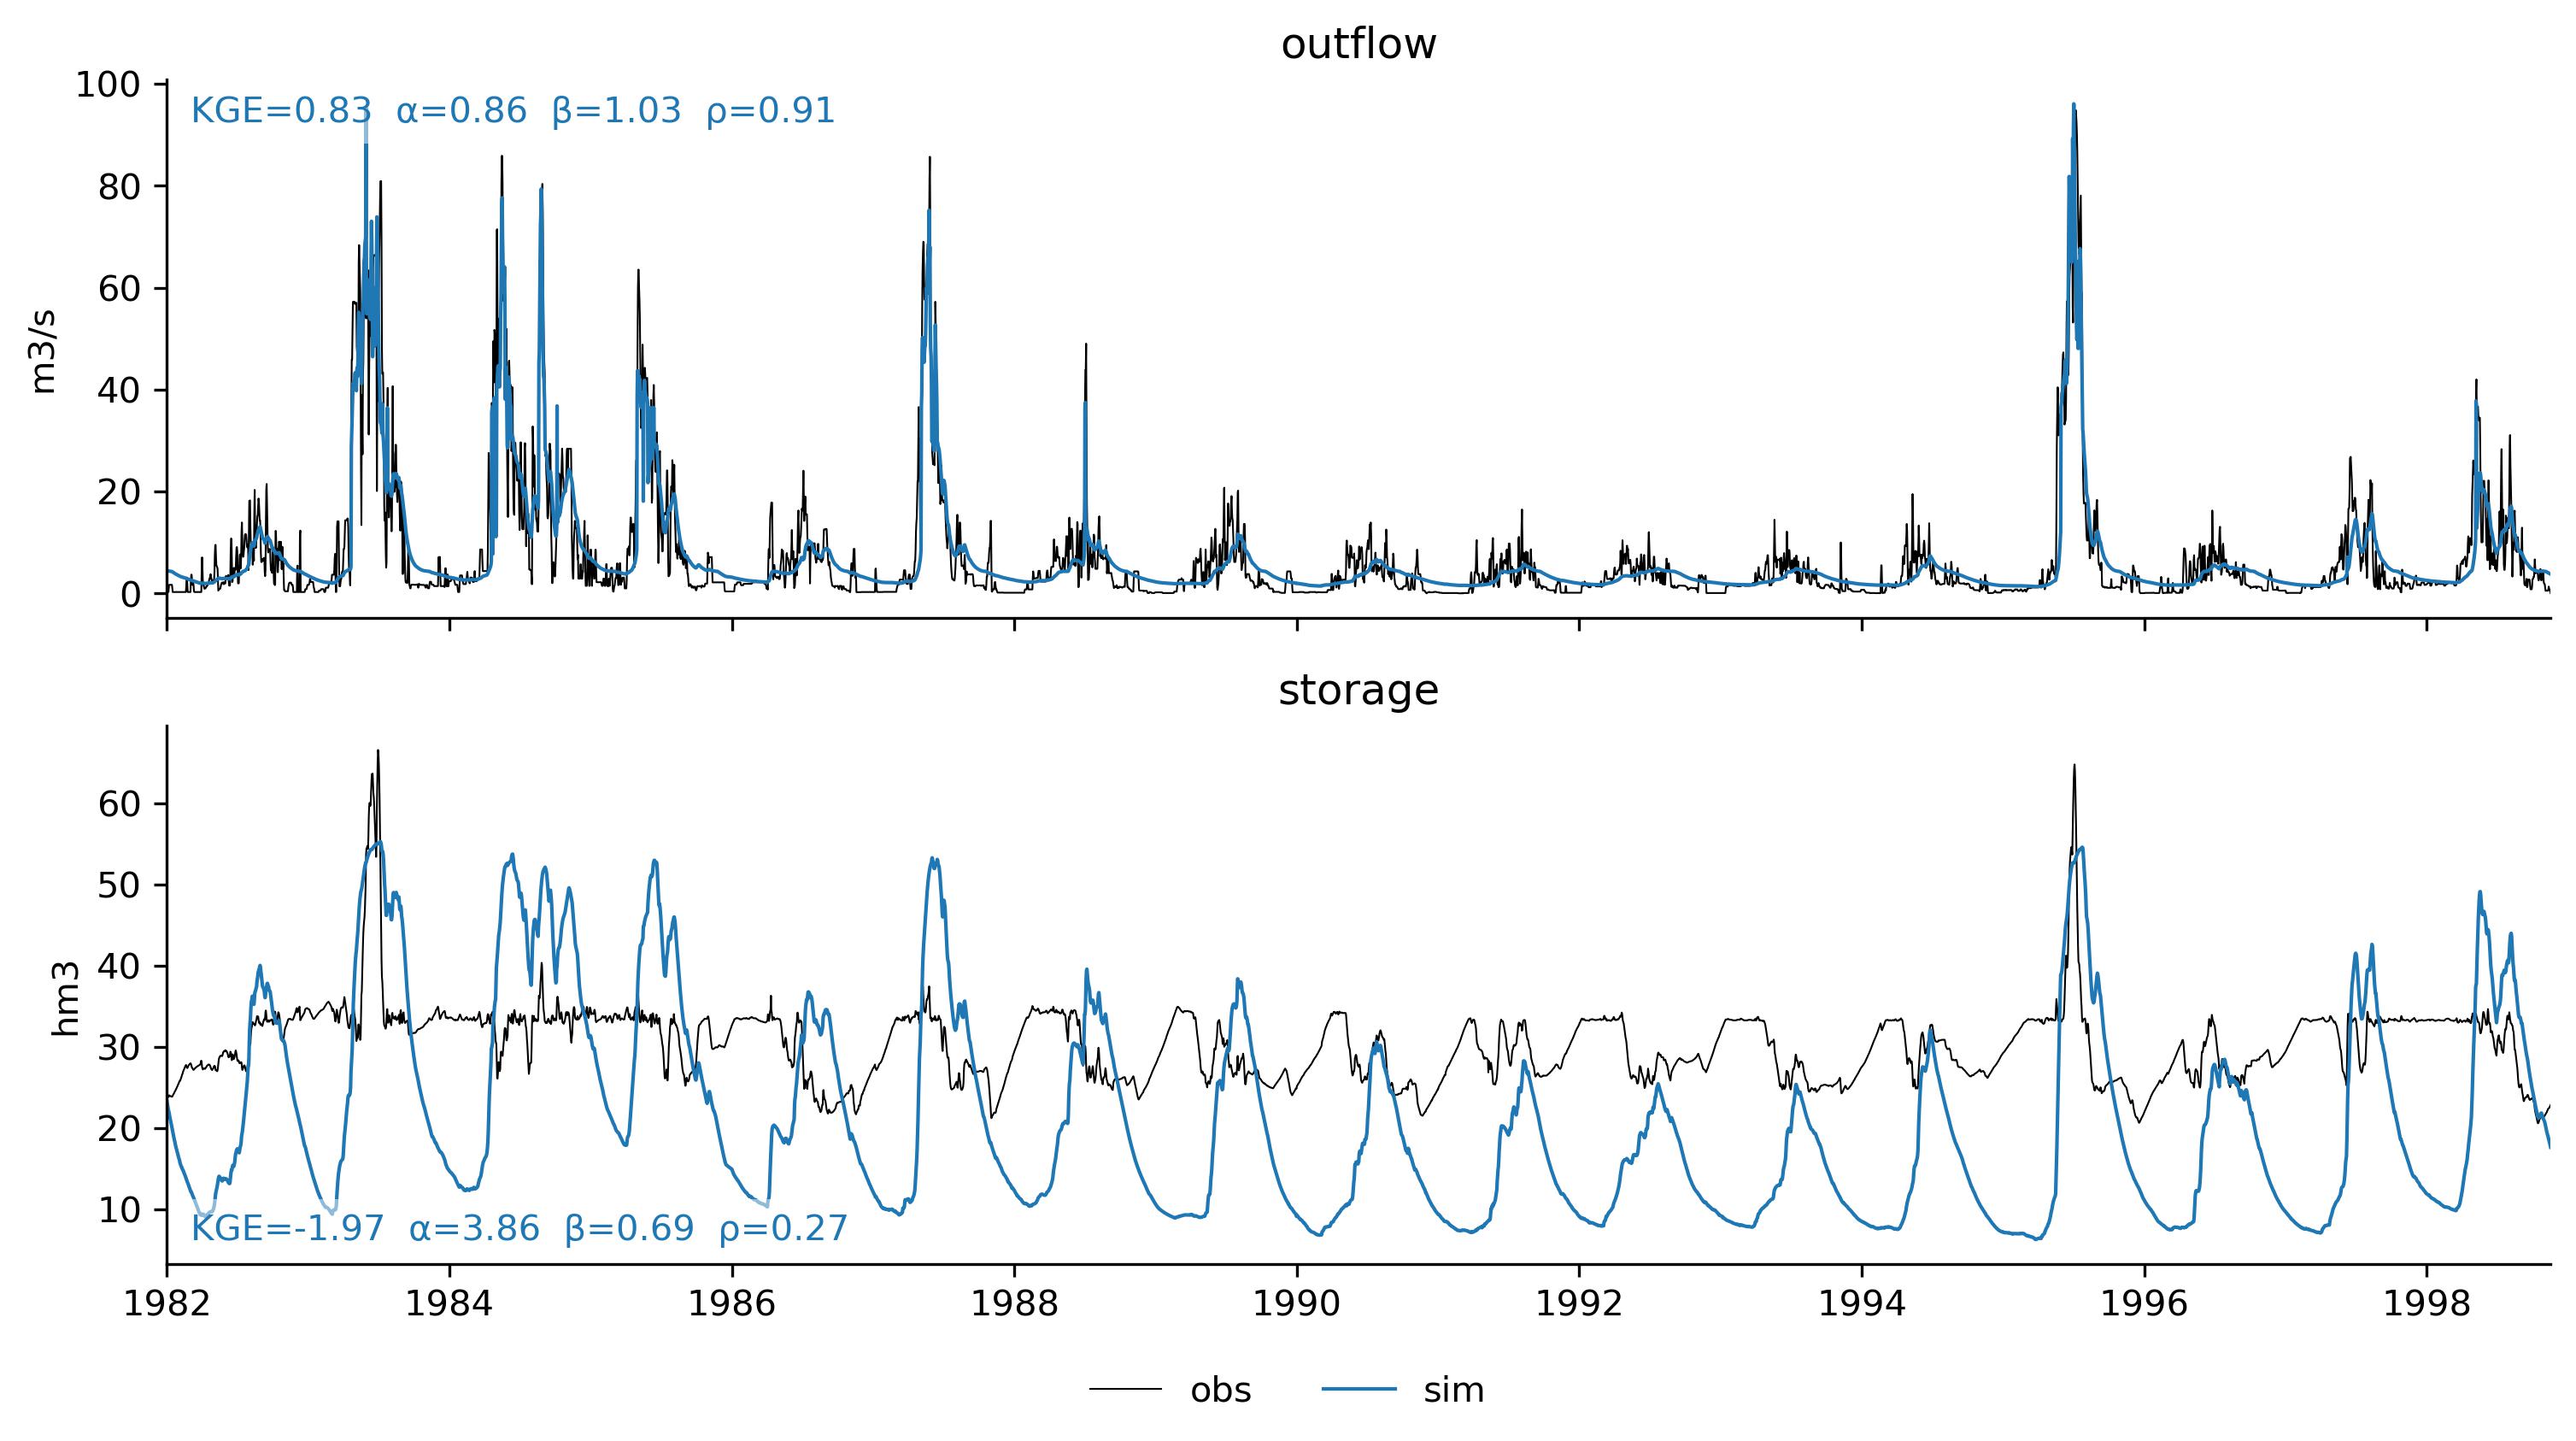 outflow
100
KGE=0.83 α=0.86 β=1.03 ρ=0.91
80
60
m3/s
40
20
0
storage
60
50
40
hm3
30
20
10
KGE=-1.97 α=3.86 β=0.69 ρ=0.27
1982 1984 1986 1988 1990 1992 1994 1996 1998
obs sim